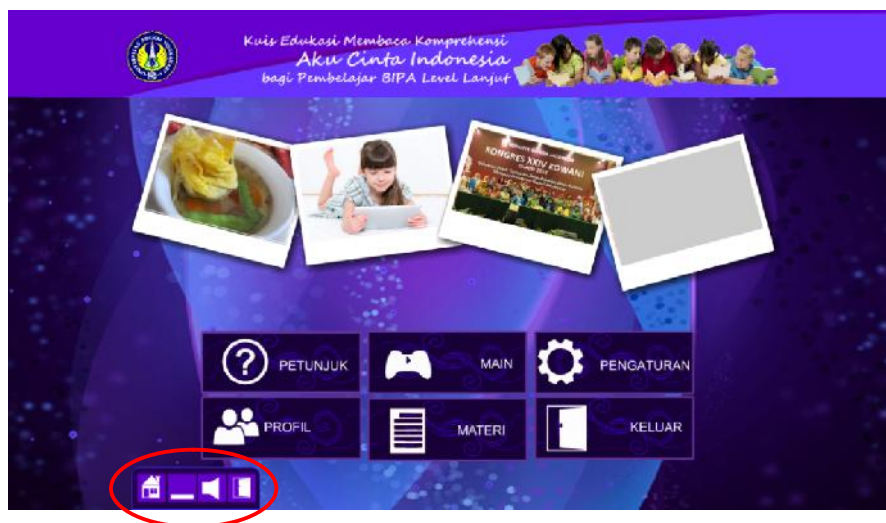 Kuis Edukasi Membaca Komprehensi
Aku Cinta Indonesia
bagi Pembelajar BIPA Level Lanjut
KONGRES XXIV KOWANI
PETUNJUK
MAIN
PENGATURAN
PROFIL
MATERI
KELUAR